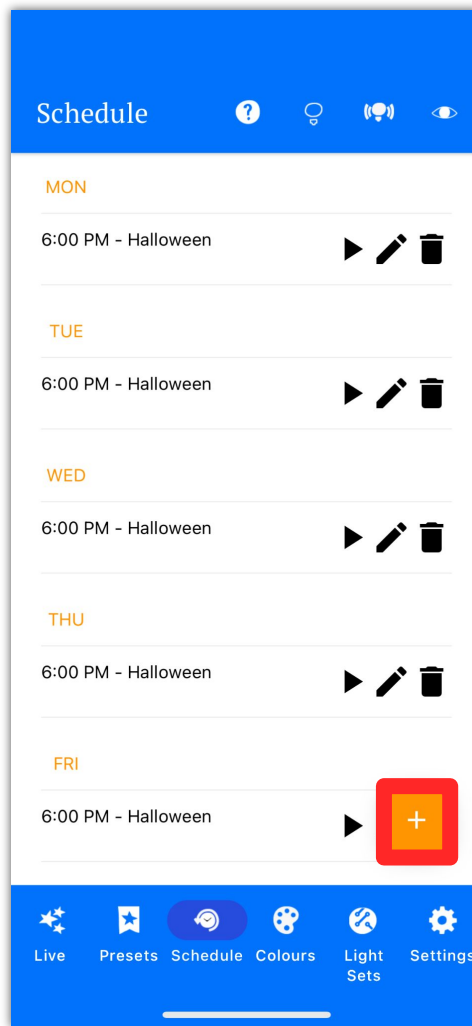 Schedule
MON
6:00 PM - Halloween
TUE
6:00 PM - Halloween
WED
6:00 PM - Halloween
THU
6:00 PM - Halloween
FRI
6:00 PM - Halloween
Live Presets Schedule Colours Light Sets Settings